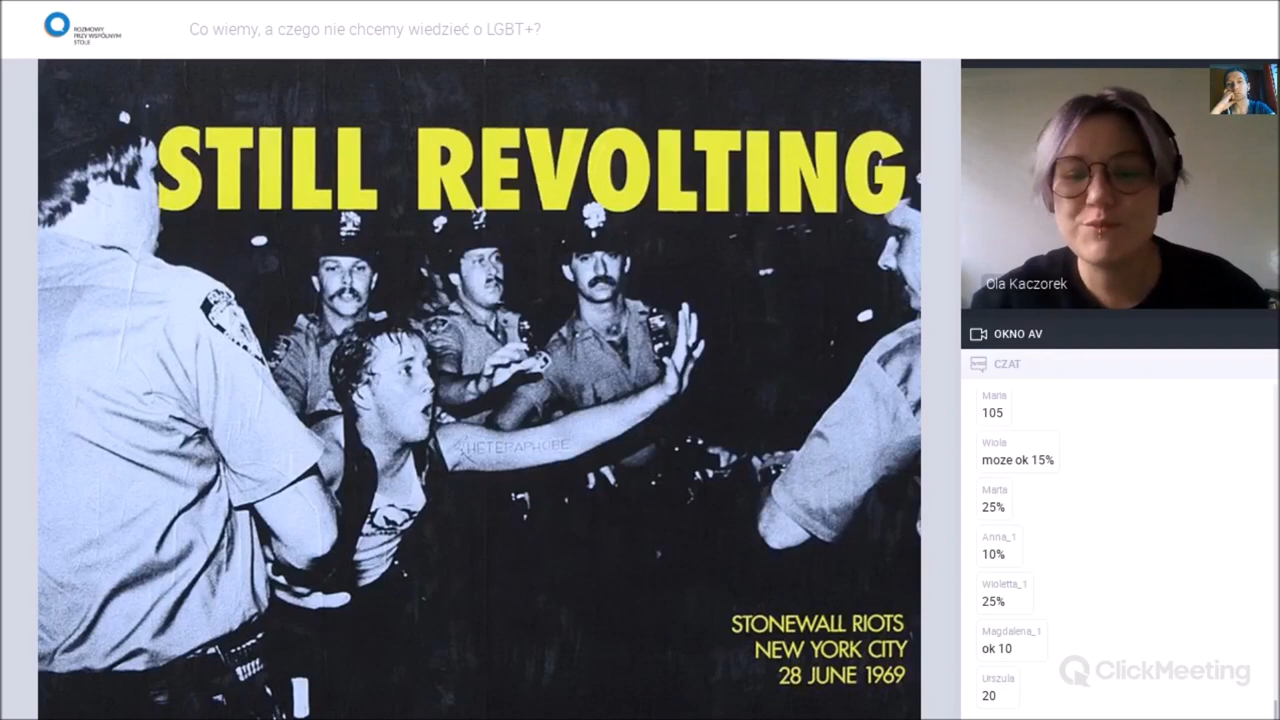 ROZMOWY
PRZY WSPÓLNYM
STOLE
Co wiemy, a czego nie chcemy wiedzieć o LGBT+?
STILL REVOLTING
HETERAPHOBE
STONEWALL RIOTS
NEW YORK CITY
28 JUNE 1969
Ola Kaczorek
OKNO AV
CZAT
Maria
105
Wiola
moze ok 15%
Marta
25%
Anna_1
10%
Wioletta_1
25%
Magdalena_1
ok 10
Urszula
20
ClickMeeting